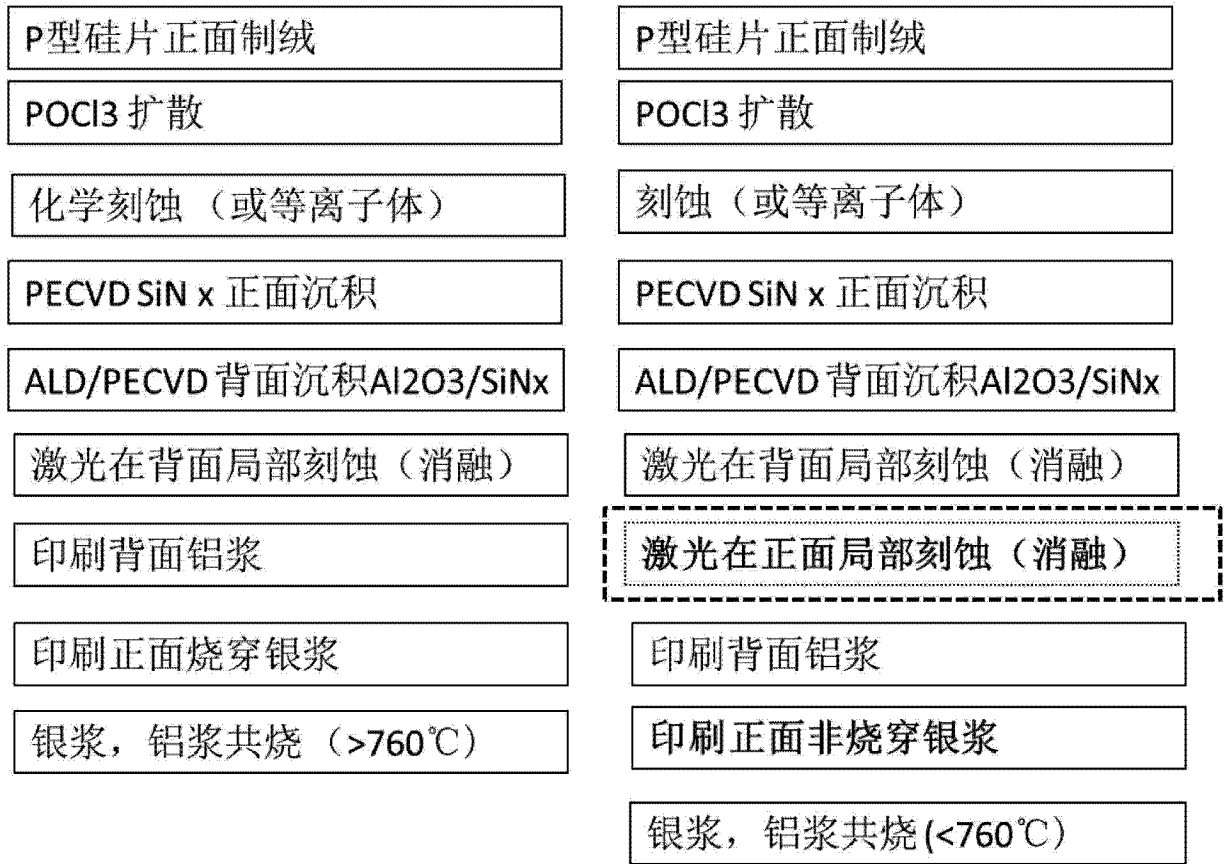 P型硅片正面制绒
POCl3 扩散
化学刻蚀（或等离子体）
PECVD SiN x 正面沉积
ALD/PECVD 背面沉积Al2O3/SiNx
激光在背面局部刻蚀（消融）
印刷背面铝浆
印刷正面烧穿银浆
银浆，铝浆共烧（>760℃）
P型硅片正面制绒
POCl3 扩散
刻蚀（或等离子体）
PECVD SiN x 正面沉积
ALD/PECVD 背面沉积Al2O3/SiNx
激光在背面局部刻蚀（消融）
激光在正面局部刻蚀（消融）
印刷背面铝浆
印刷正面非烧穿银浆
银浆，铝浆共烧(<760℃)